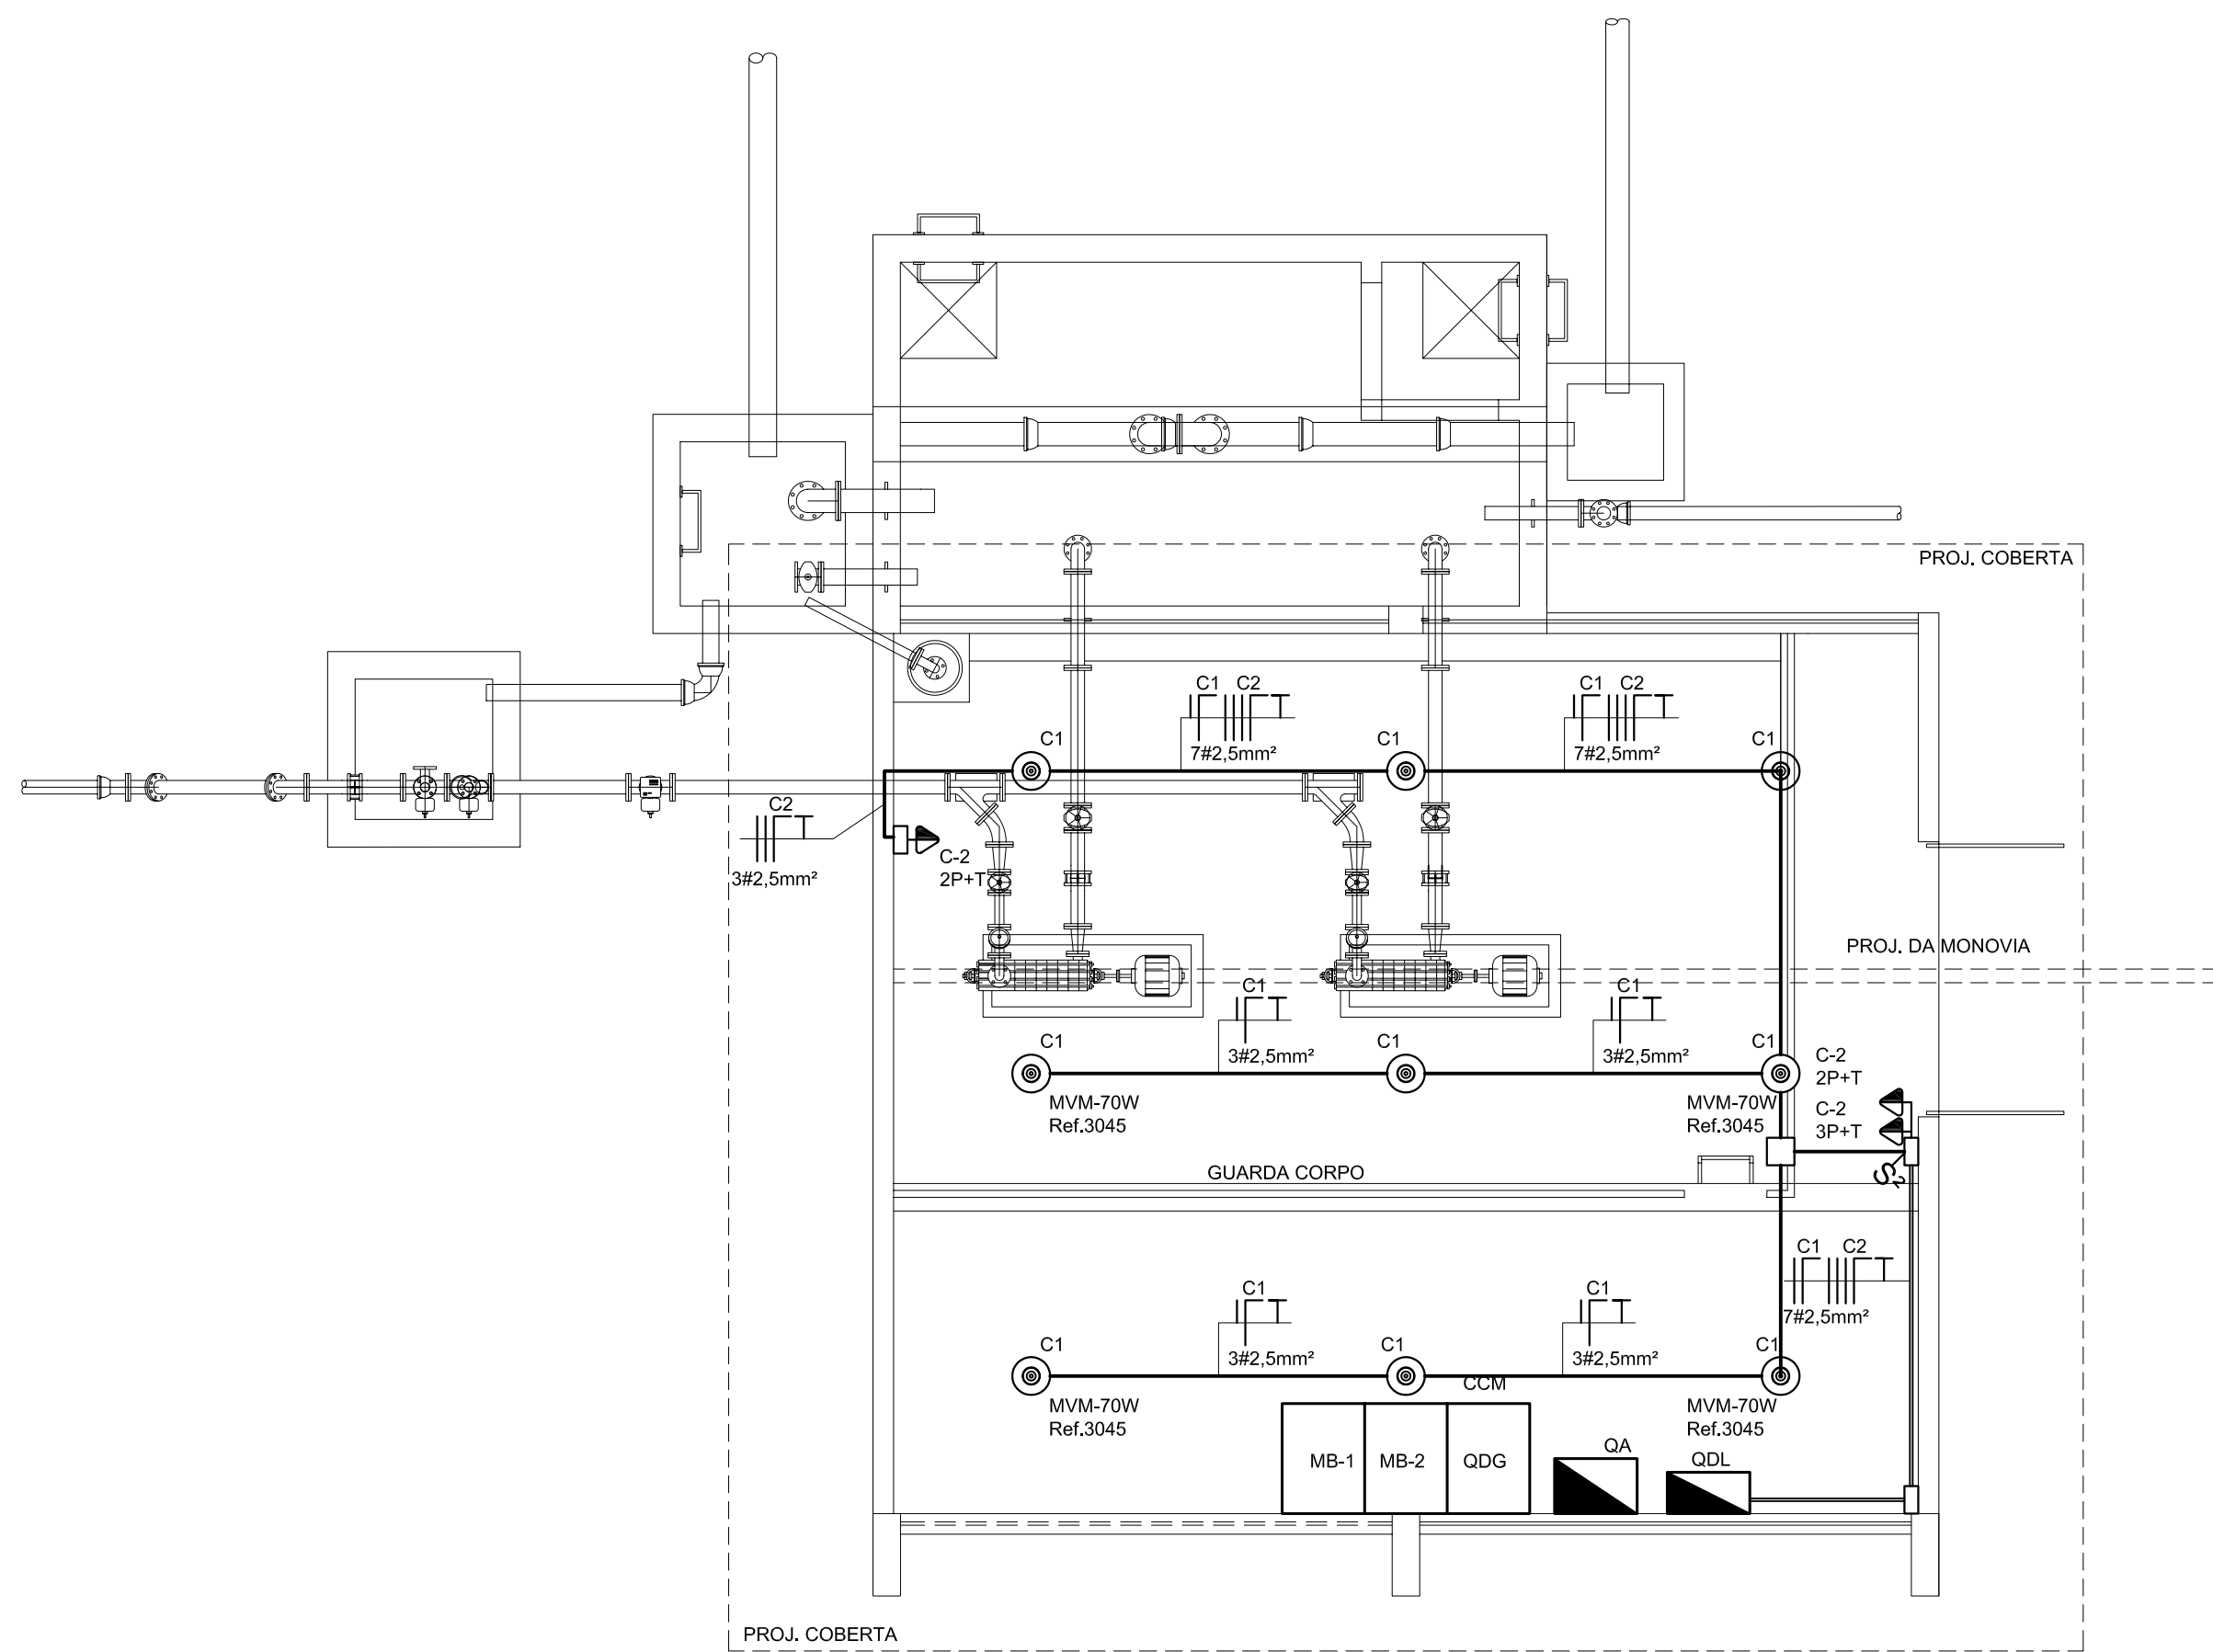 PROJ. COBERTA
C1 C2
7#2,5mm²
C1 C2
7#2,5mm²
C1
C1
C1
C2
3#2,5mm²
C-2
2P+T
PROJ. DA MONOVIA
C1
3#2,5mm²
C1
3#2,5mm²
C1
C1
C1
C-2
2P+T
C-2
3P+T
MVM-70W
Ref.3045
MVM-70W
Ref.3045
S2
GUARDA CORPO
C1 C2
7#2,5mm²
C1
3#2,5mm²
C1
3#2,5mm²
C1
C1
C1
CCM
MVM-70W
Ref.3045
MVM-70W
Ref.3045
MB-1
MB-2
QDG
QA
QDL
PROJ. COBERTA